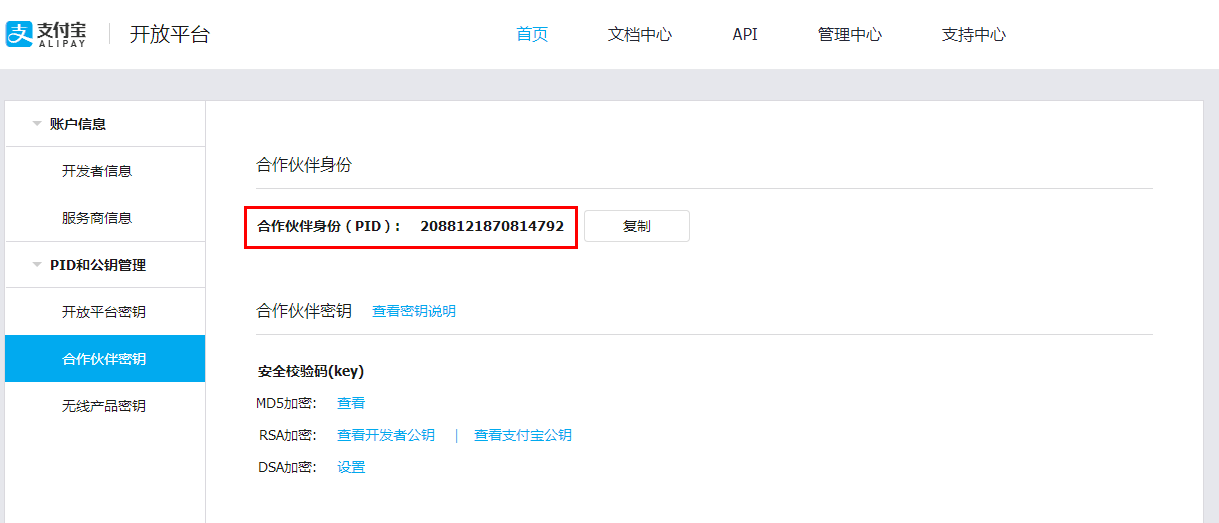 支付宝 ALIPAY 开放平台 首页 文档中心 API 管理中心 支持中心
账户信息
开发者信息
服务商信息
PID和公钥管理
开放平台密钥
合作伙伴密钥
无线产品密钥
合作伙伴身份
合作伙伴身份（PID）： 2088121870814792 复制
合作伙伴密钥 查看密钥说明
安全校验码(key)
MD5加密： 查看
RSA加密： 查看开发者公钥 | 查看支付宝公钥
DSA加密： 设置